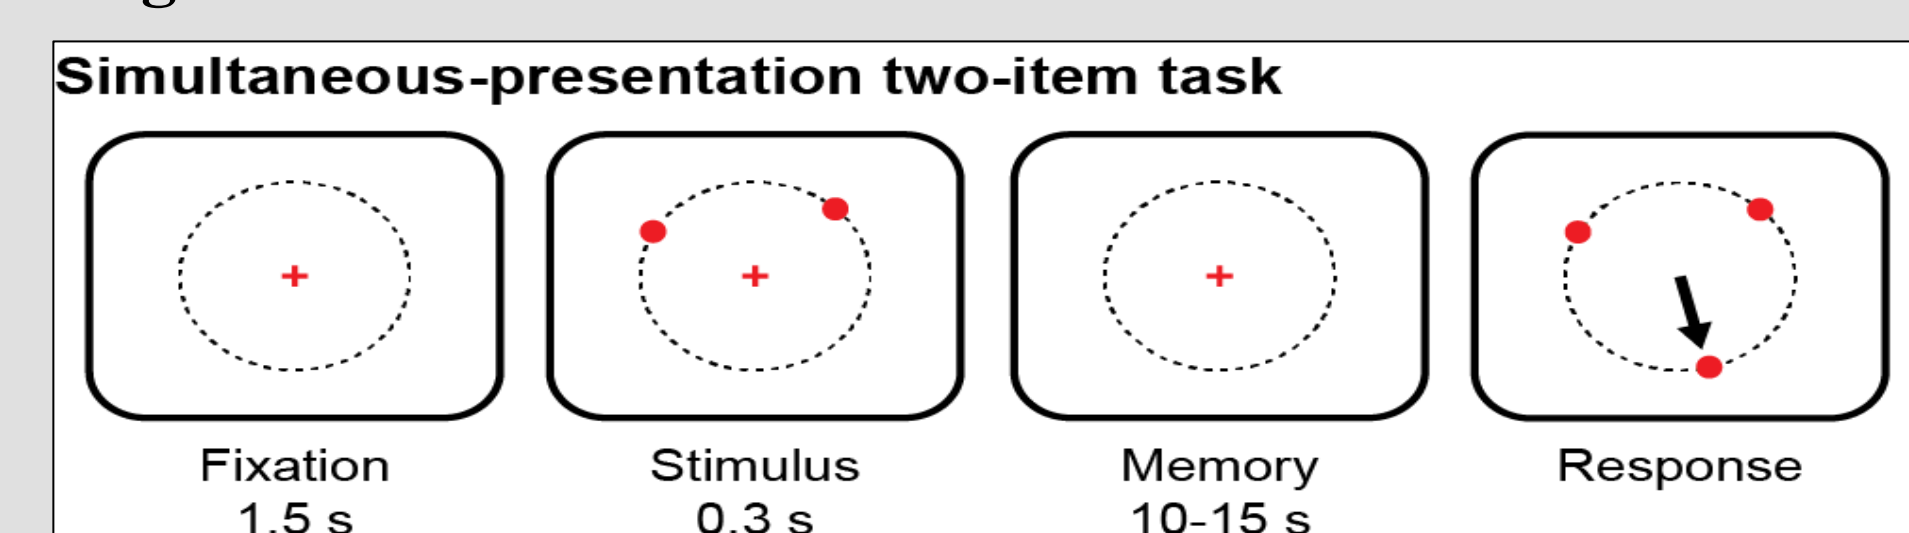 Simultaneous-presentation two-item task
Fixation
1.5 s
Stimulus
0.3 s
Memory
10-15 s
Response